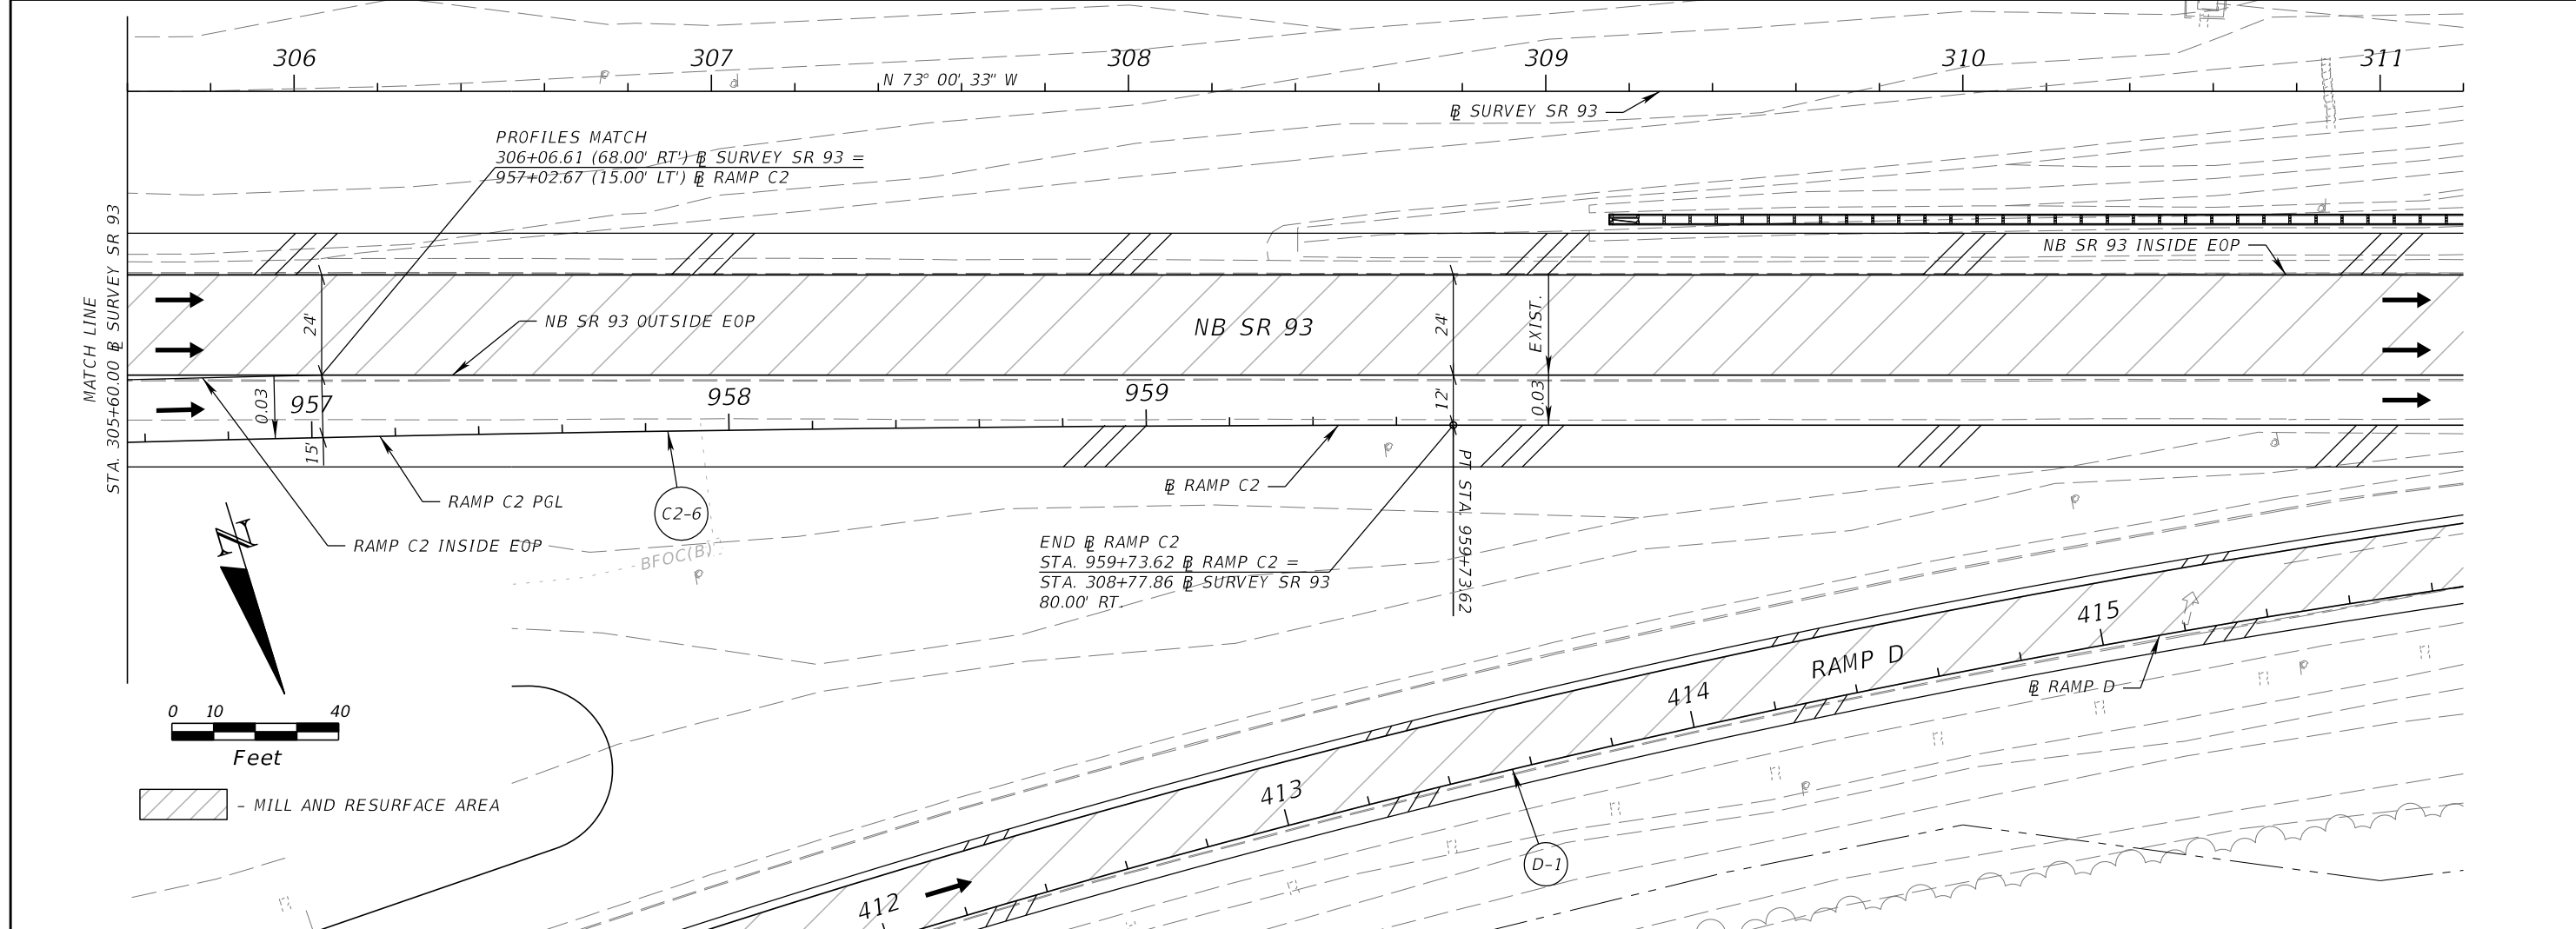 306 307 308 309 310 311
N 73° 00' 33" W
℄ SURVEY SR 93
PROFILES MATCH
306+06.61 (68.00' RT') ℄ SURVEY SR 93 =
957+02.67 (15.00' LT') ℄ RAMP C2
MATCH LINE
STA. 305+60.00 ℄ SURVEY SR 93
NB SR 93 INSIDE EOP
24'
NB SR 93 OUTSIDE EOP
NB SR 93
24'
EXIST.
0.03
957 958 959
12'
0.03
15'
RAMP C2 PGL
C2-6
℄ RAMP C2
RAMP C2 INSIDE EOP
BFOC(B)
END ℄ RAMP C2
STA. 959+73.62 ℄ RAMP C2 =
STA. 308+77.86 ℄ SURVEY SR 93
80.00' RT.
PT STA. 959+73.62
N
0 10 40
Feet
- MILL AND RESURFACE AREA
412 413 414 415
RAMP D
℄ RAMP D
D-1